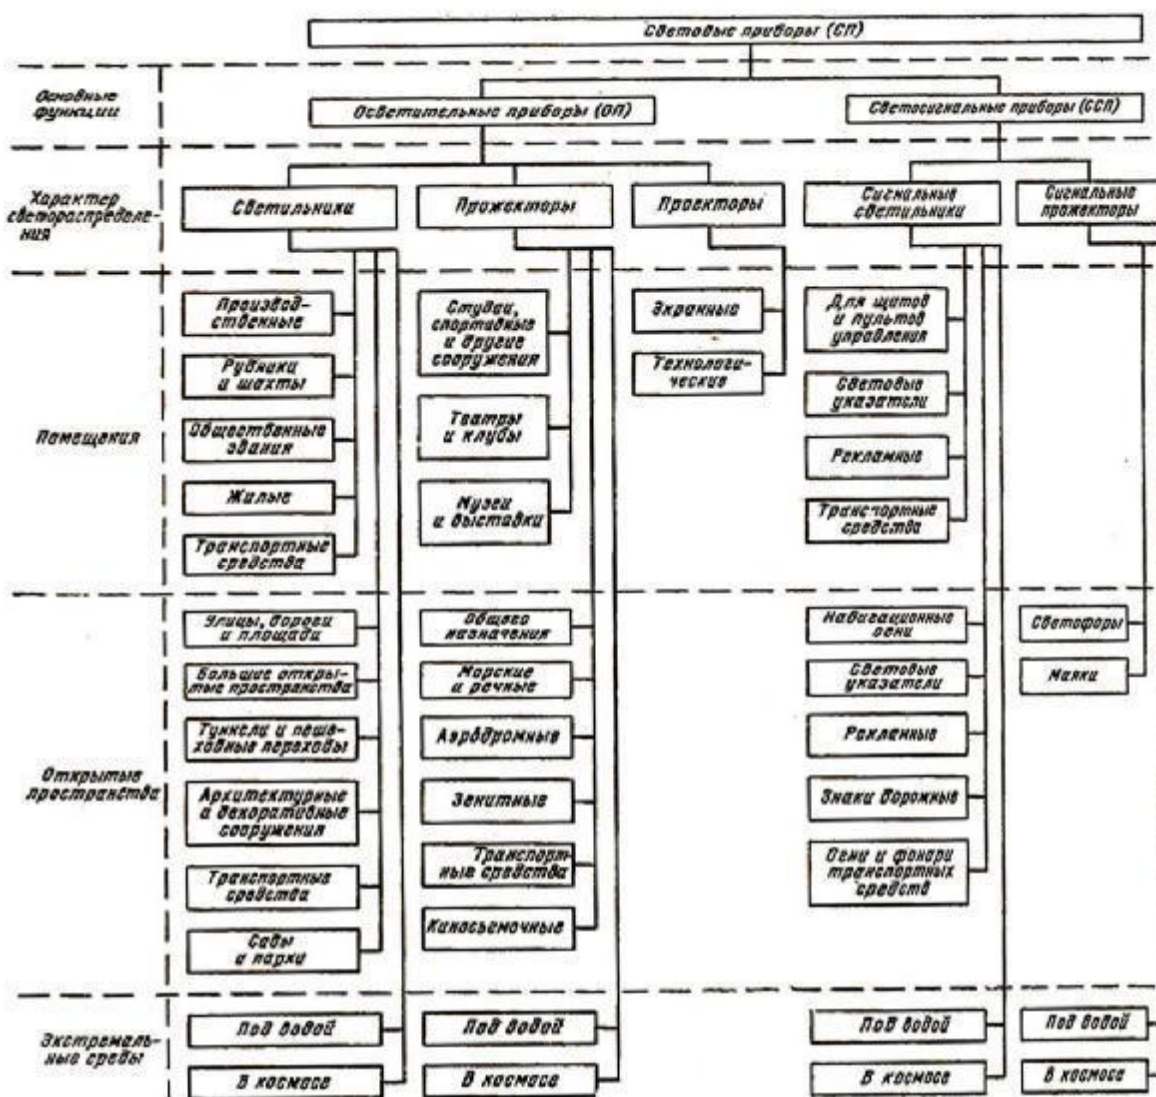 Световые приборы (СП)
Основные
функции
Осветительные приборы (ОП)
Светосигнальные приборы (ССП)
Характер
светораспределе-
ния
Светильники
Прожекторы
Проекторы
Сигнальные
светильники
Сигнальные
прожекторы
Помещения
Производ-
ственные
Рудники
и шахты
Общественные
здания
Жилые
Транспортные
средства
Студии,
спортивные
и другие
сооружения
Театры
и клубы
Музеи
и выставки
Экранные
Технологи-
ческие
Для щитов
и пультов
управления
Световые
указатели
Рекламные
Транспортные
средства
Открытые
пространства
Улицы, дороги
и площади
Большие откры-
тые пространства
Туннели и пеше-
ходные переходы
Архитектурные
и декоративные
сооружения
Транспортные
средства
Сады
и парки
Общего
назначения
Морские
и речные
Аэродромные
Зенитные
Транспорт-
ные средства
Киносъемочные
Навигационные
огни
Световые
указатели
Рекламные
Знаки дорожные
Огни и фонари
транспортных
средств
Светофоры
Маяки
Экстремаль-
ные среды
Под водой
В космосе
Под водой
В космосе
Под водой
В космосе
Под водой
В космосе